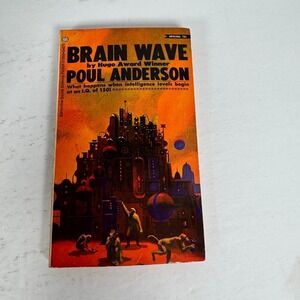 BRAIN WAVE
by Hugo Award Winner
POUL ANDERSON
What happens when intelligence levels begin
at an I.Q. of 150!